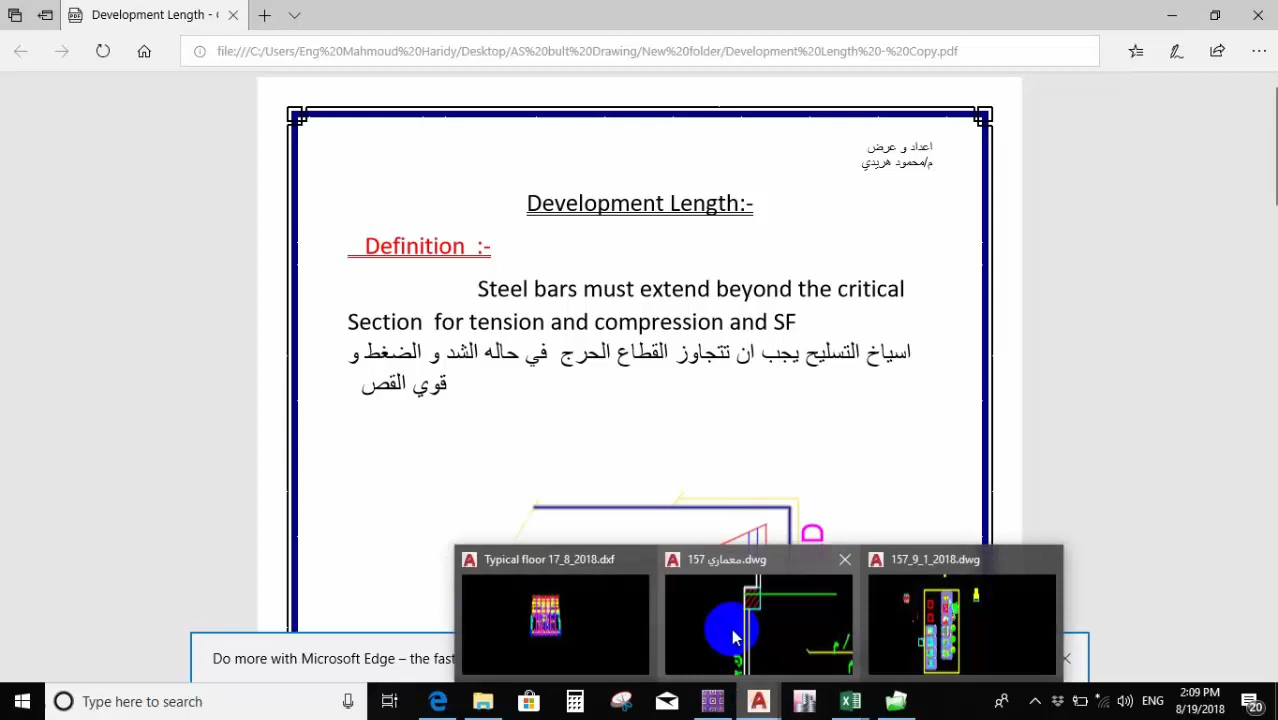 Development Length - C
file:///C:/Users/Eng%20Mahmoud%20Haridy/Desktop/AS%20bult%20Drawing/New%20folder/Development%20Length%20-%20Copy.pdf
اعداد و عرض
م/محمود هريدي
Development Length:-
Definition :-
Steel bars must extend beyond the critical
Section for tension and compression and SF
اسياخ التسليح يجب ان تتجاوز القطاع الحرج في حاله الشد و الضغط و
قوي القص
D
Typical floor 17_8_2018.dxf
157 معماري.dwg
157_9_1_2018.dwg
Do more with Microsoft Edge – the fast
Type here to search
ENG
2:09 PM
8/19/2018
20